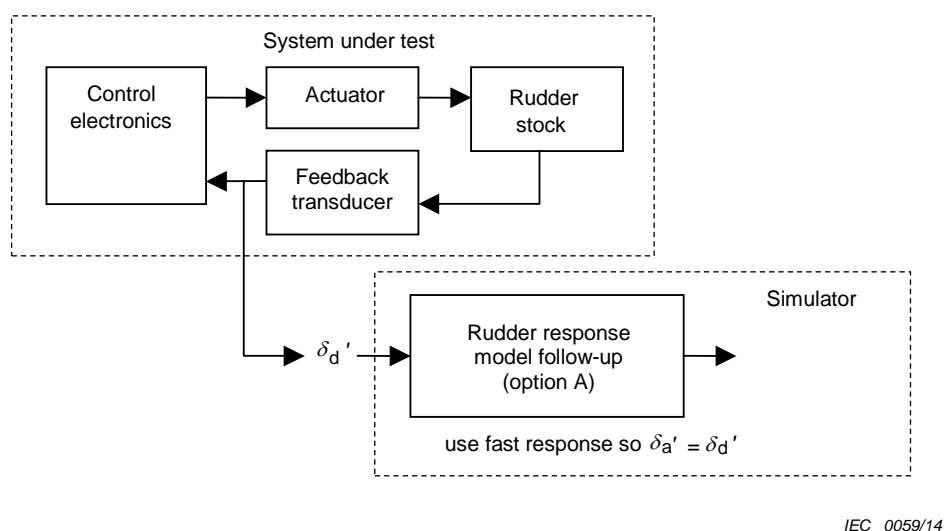 System under test
Control
electronics
Actuator
Rudder
stock
Feedback
transducer
Simulator
δd′
Rudder response
model follow-up
(option A)
use fast response so δa′ = δd′
IEC 0059/14